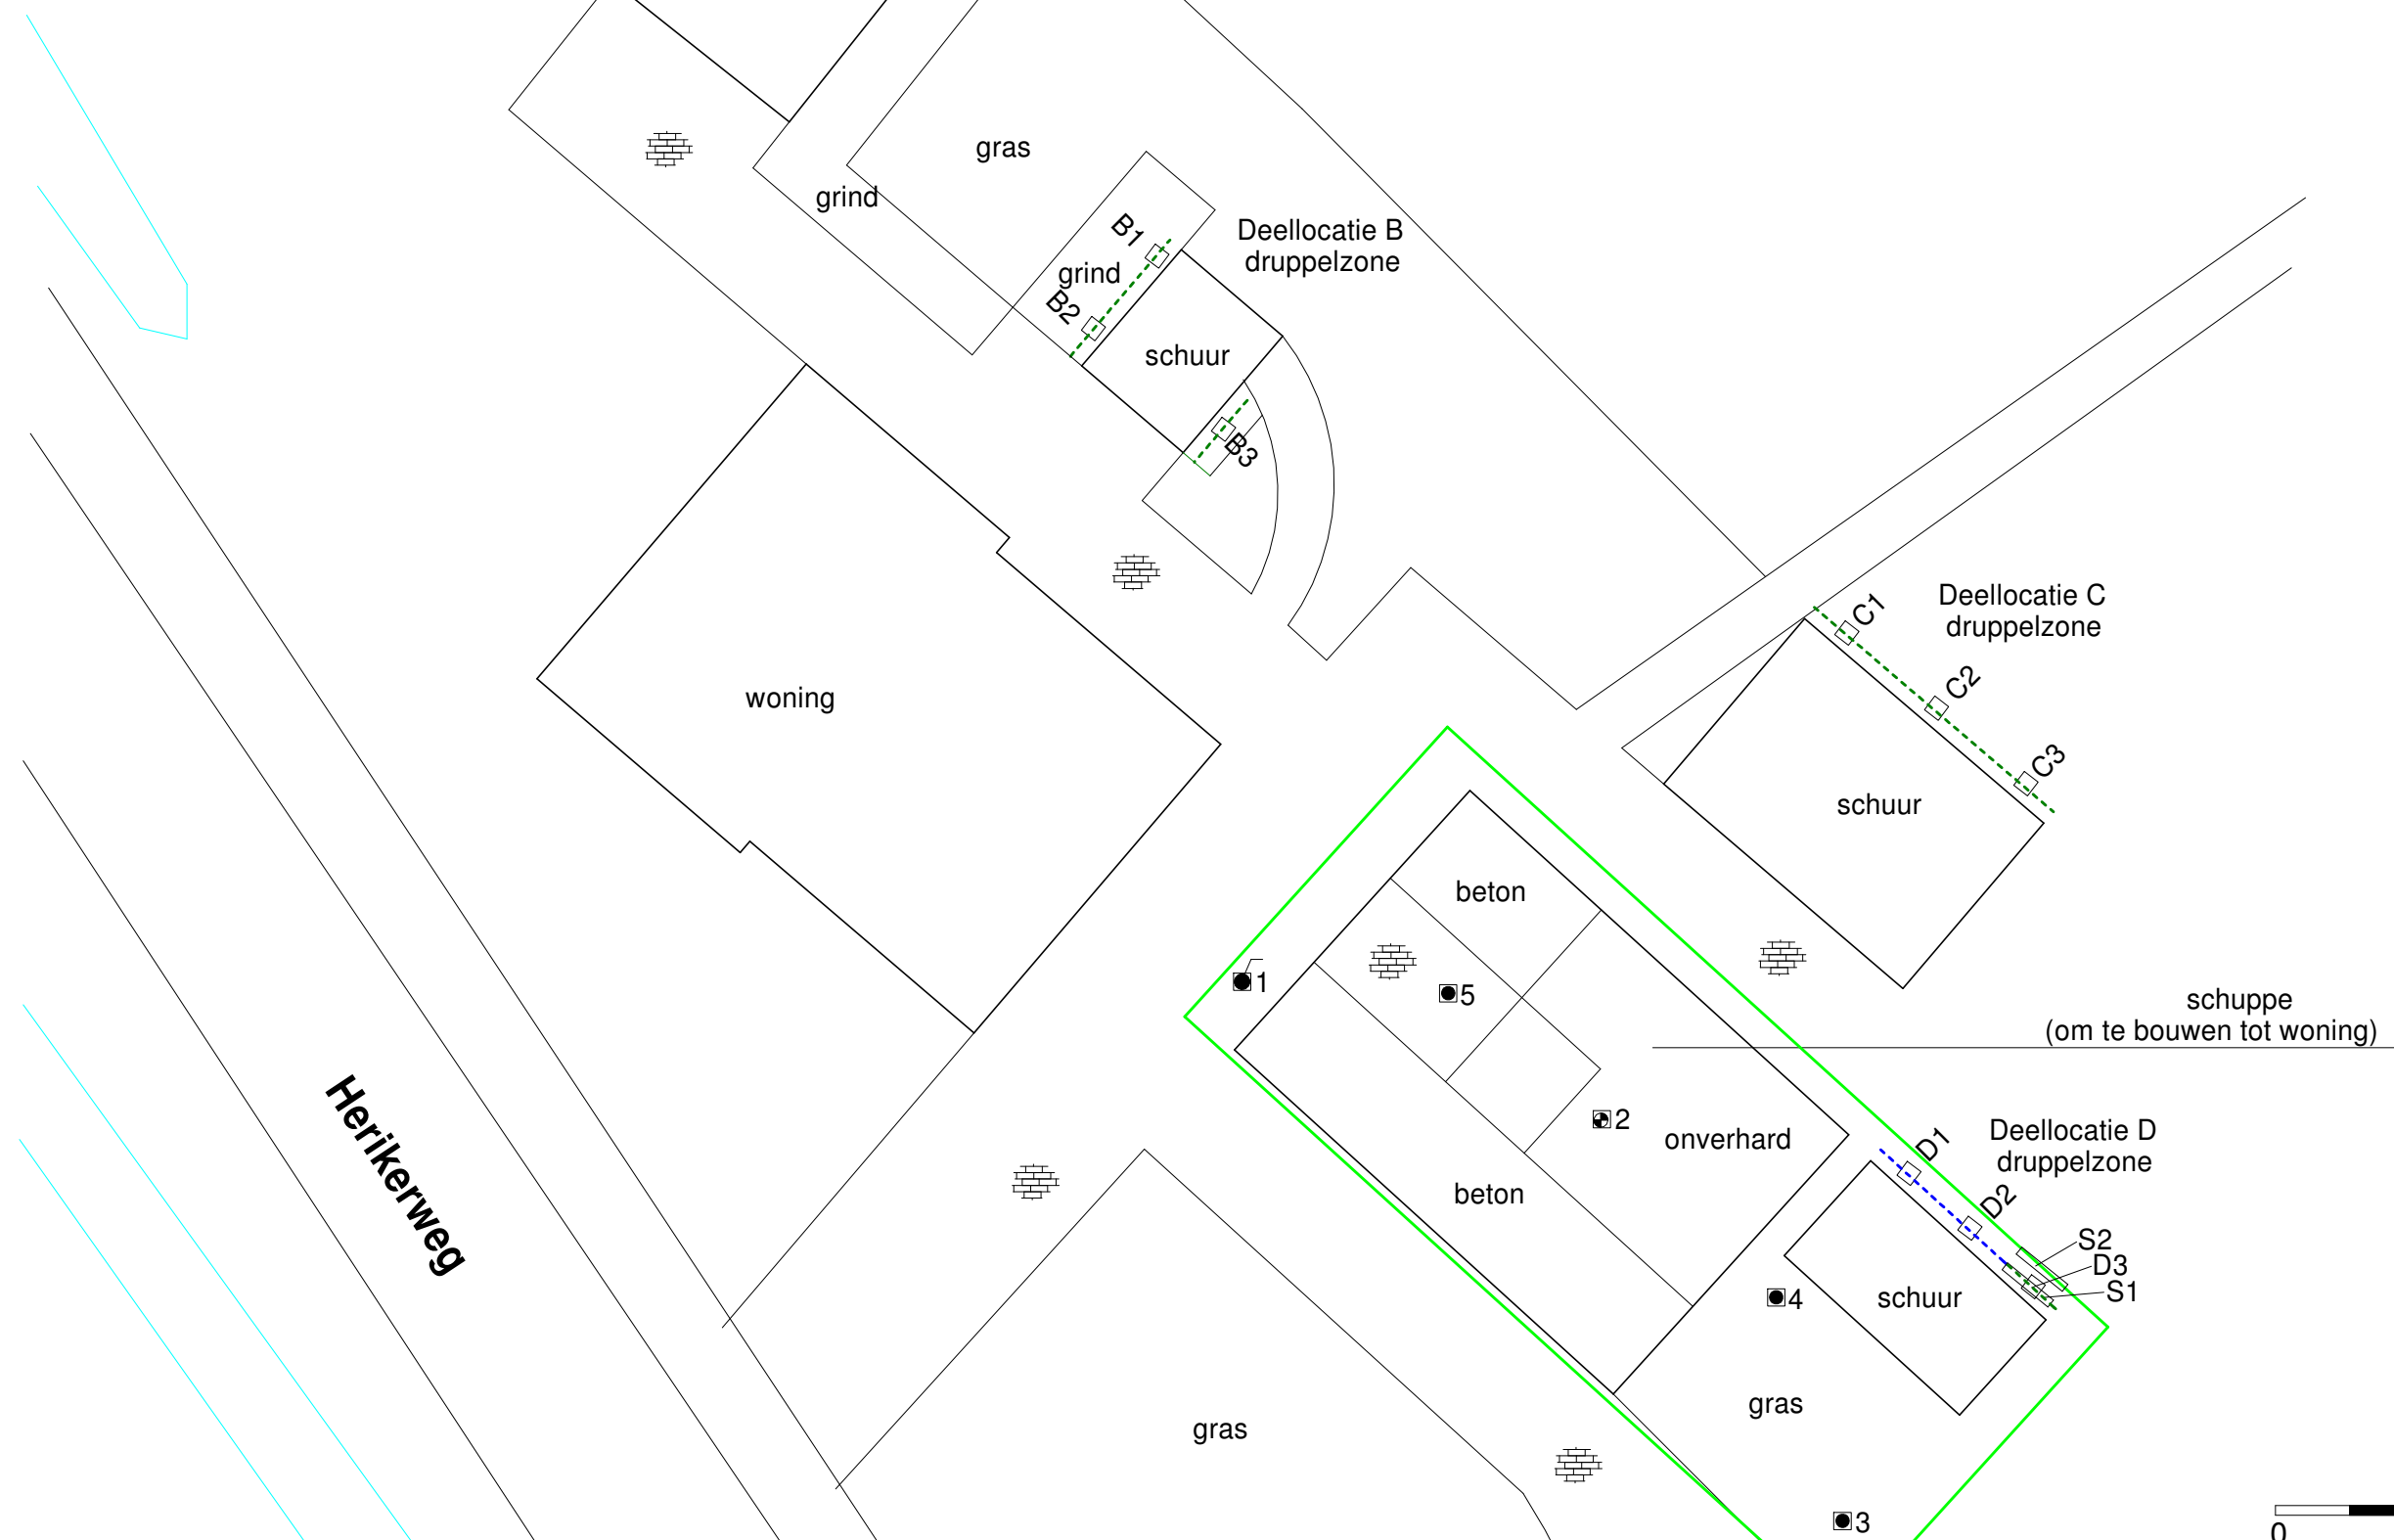 gras
grind
B1
Deellocatie B
druppelzone
grind
B2
schuur
B3
Deellocatie C
druppelzone
C1
C2
C3
woning
schuur
beton
1
5
schuppe
(om te bouwen tot woning)
Herikerweg
2
onverhard
Deellocatie D
druppelzone
D1
D2
beton
S2
D3
S1
4
schuur
gras
gras
3
0